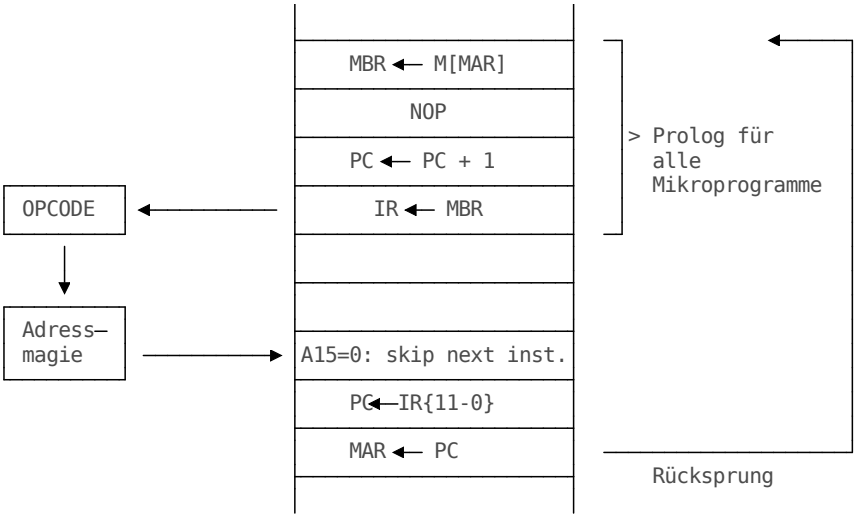 MBR ← M[MAR]
NOP
PC ← PC + 1
IR ← MBR
> Prolog für
alle
Mikroprogramme
OPCODE
Adress–
magie
A15=0: skip next inst.
PC←IR{11-0}
MAR ← PC
Rücksprung